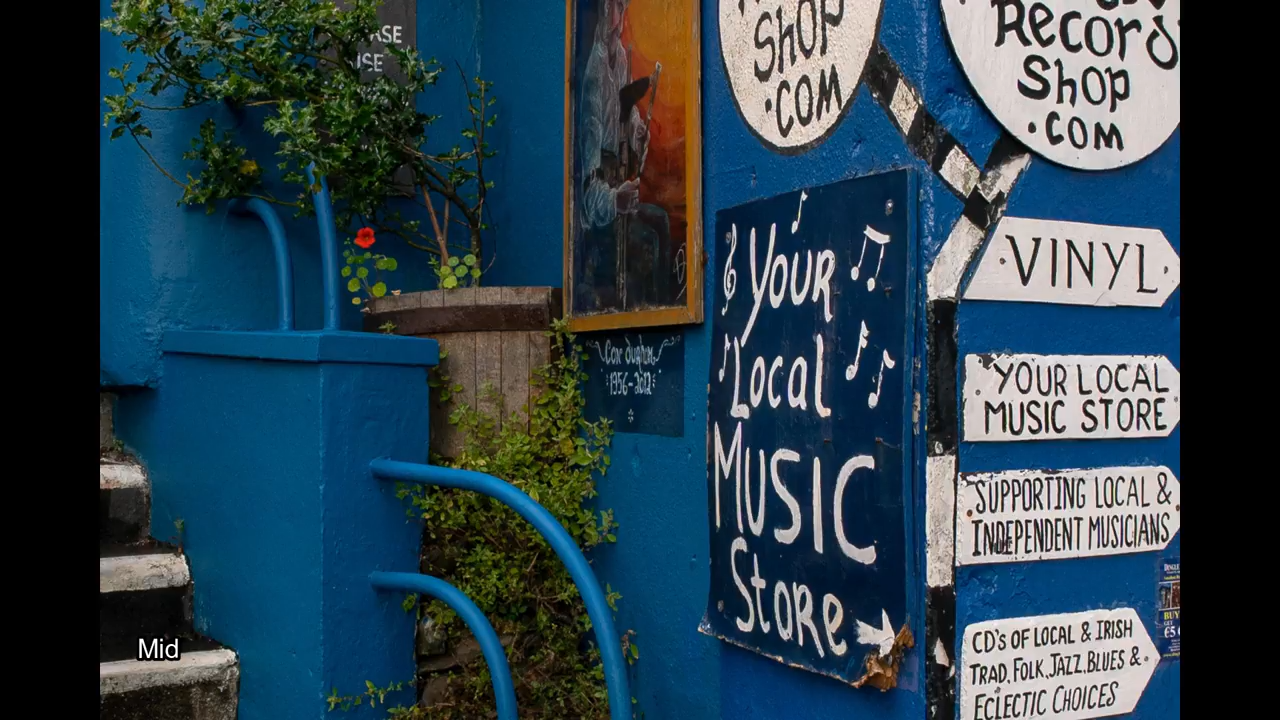 SHOP
.COM
Record
Shop
.COM
VINYL
YOUR
LOCAL
MUSIC
STORE
YOUR LOCAL
MUSIC STORE
SUPPORTING LOCAL &
INDEPENDENT MUSICIANS
CD'S OF LOCAL & IRISH
TRAD, FOLK, JAZZ, BLUES &
ECLECTIC CHOICES
1956-2012
BUY
Mid